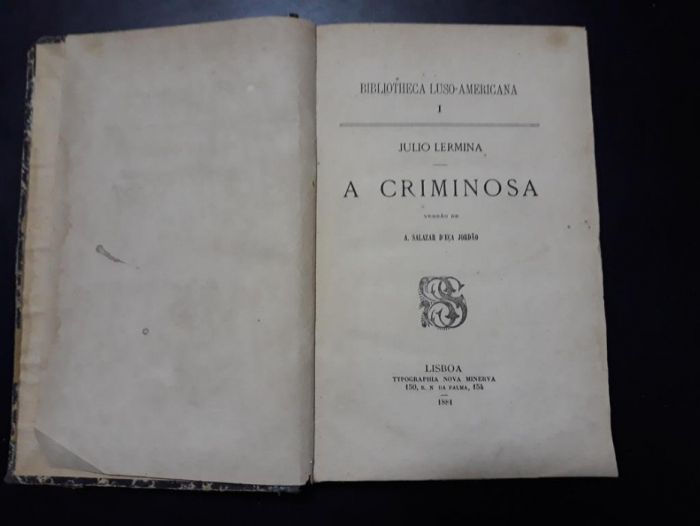 BIBLIOTHECA LUSO-AMERICANA
I
JULIO LERMINA
A CRIMINOSA
VERSÃO DE
A. SALAZAR D'EÇA JORDÃO
LISBOA
TYPOGRAPHIA NOVA MINERVA
150, R. N. DA PALMA, 154
1881